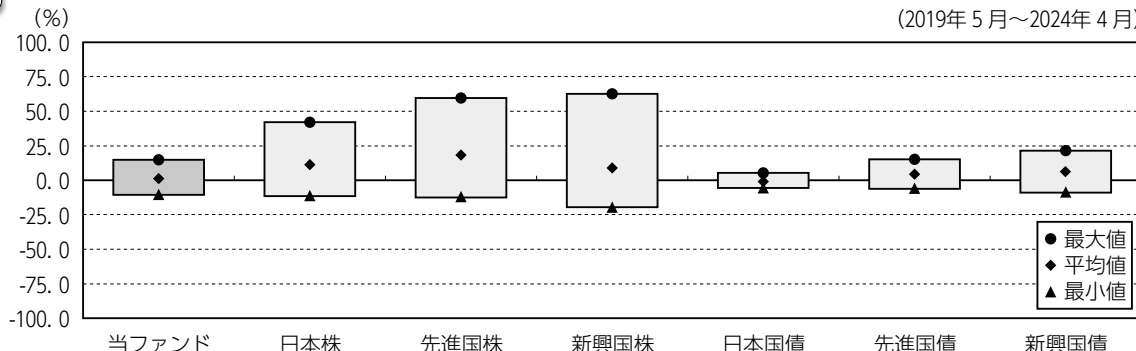 (%)
(2019年5月～2024年4月)
100.0
75.0
50.0
25.0
0.0
-25.0
-50.0
-75.0
-100.0
● 最大値
◆ 平均値
▲ 最小値
当ファンド 日本株 先進国株 新興国株 日本国債 先進国債 新興国債